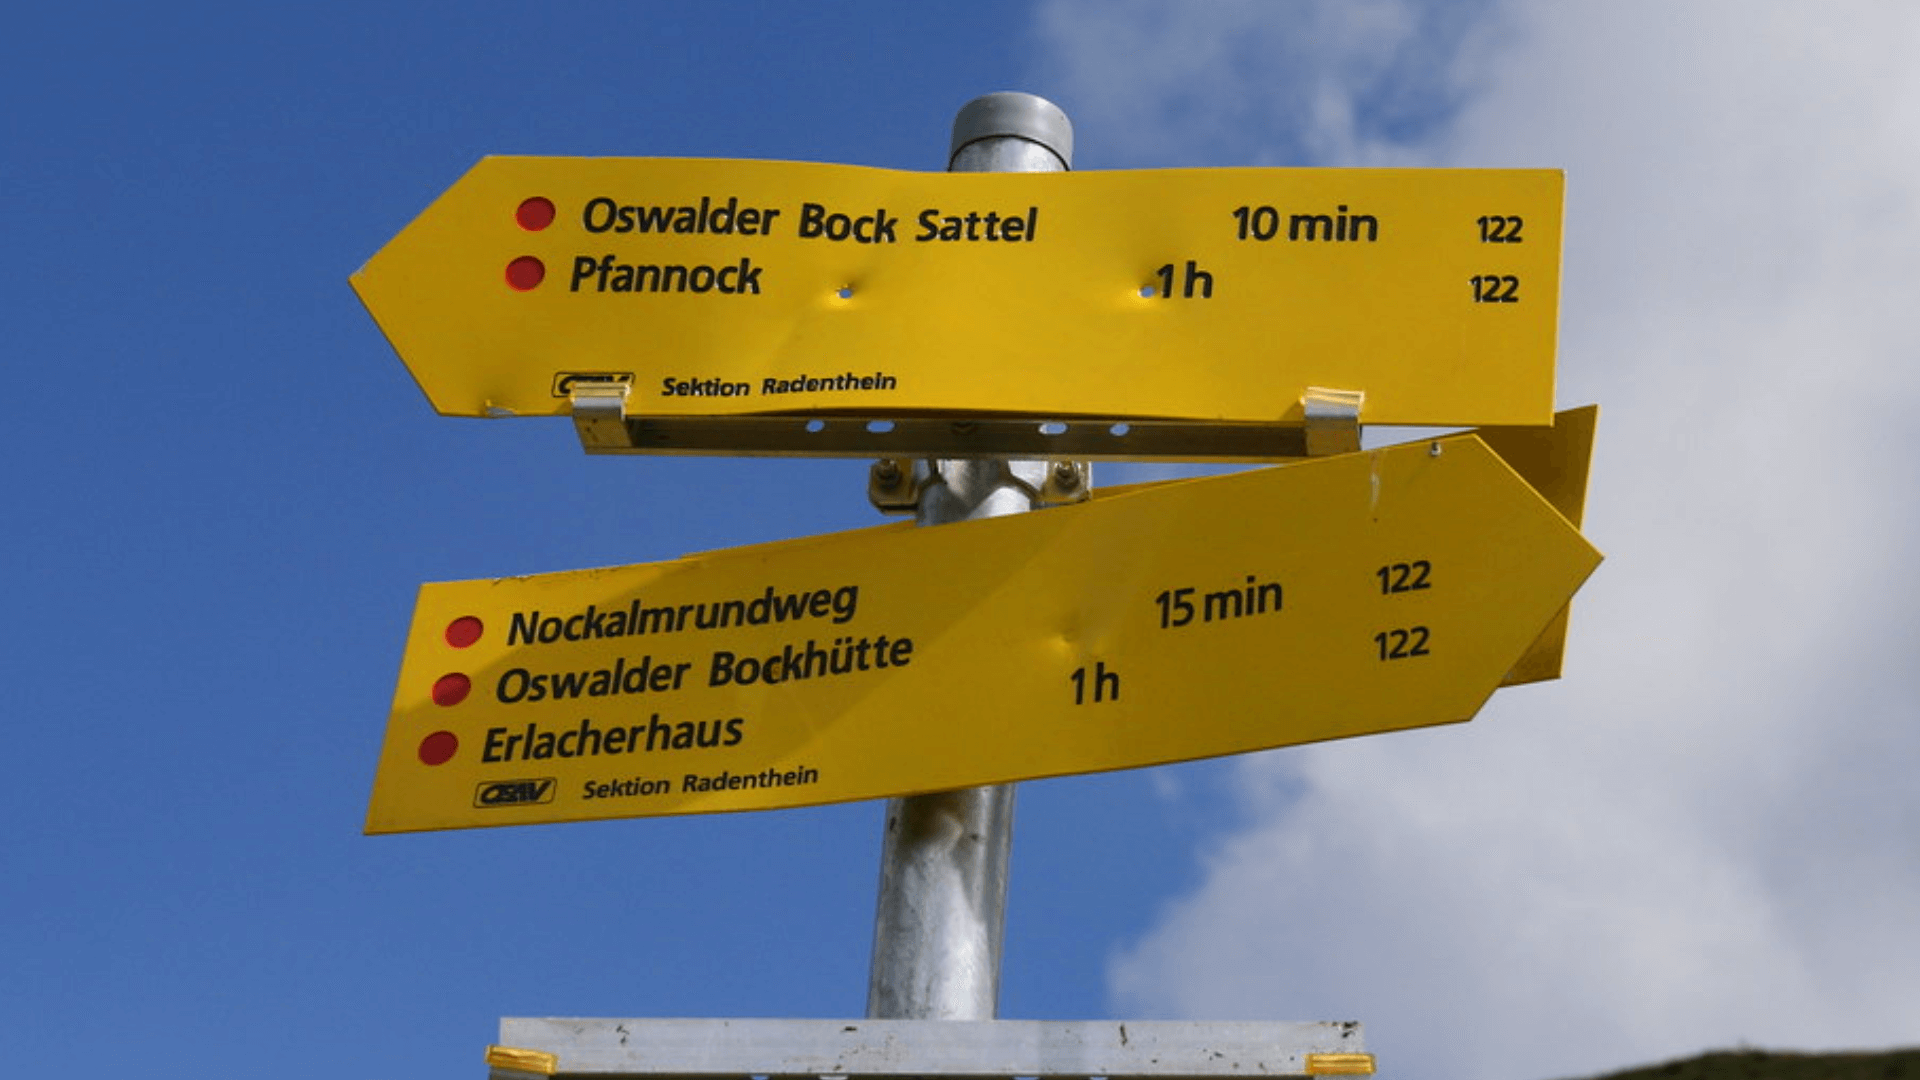 Oswalder Bock Sattel 10 min 122
Pfannock 1 h 122
Sektion Radenthein
Nockalmrundweg
Oswalder Bockhütte 15 min 122
Erlacherhaus 1 h 122
OEAV Sektion Radenthein